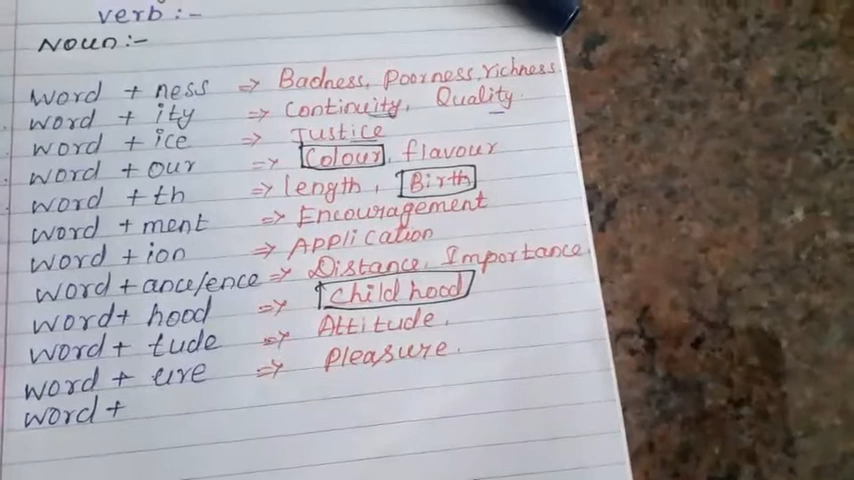 verb :-
Noun :-
word + ness => Badness, Poorness, richness
word + ity => Continuity, Quality
word + ice => Justice
word + our => Colour, flavour
word + th => length, Birth
word + ment => Encouragement
word + ion => Application
word + ance/ence => Distance, Importance
word + hood => Child hood
word + tude => Attitude.
word + ure => Pleasure.
word +